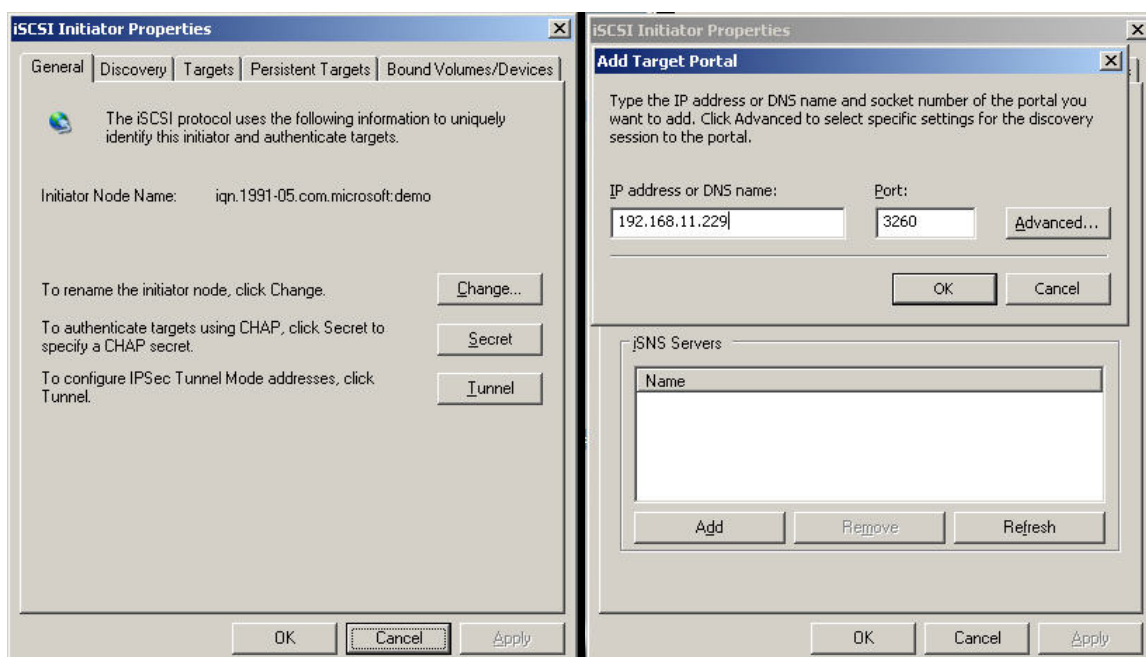 iSCSI Initiator Properties
General Discovery Targets Persistent Targets Bound Volumes/Devices
The iSCSI protocol uses the following information to uniquely
identify this initiator and authenticate targets.
Initiator Node Name: iqn.1991-05.com.microsoft:demo
To rename the initiator node, click Change.
Change...
To authenticate targets using CHAP, click Secret to
specify a CHAP secret.
Secret
To configure IPSec Tunnel Mode addresses, click
Tunnel.
Tunnel
OK Cancel Apply
iSCSI Initiator Properties
Add Target Portal
Type the IP address or DNS name and socket number of the portal you
want to add. Click Advanced to select specific settings for the discovery
session to the portal.
IP address or DNS name: Port:
192.168.11.229 3260 Advanced...
OK Cancel
iSNS Servers
Name
Add Remove Refresh
OK Cancel Apply